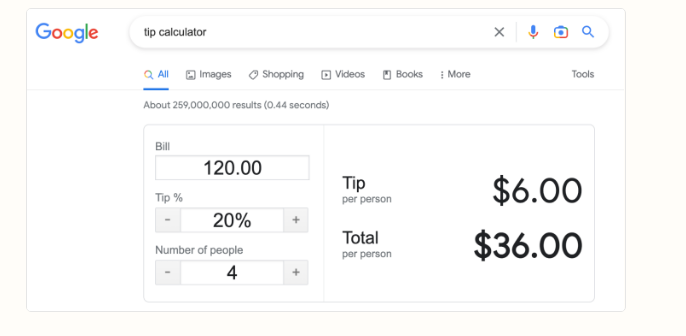 Google
tip calculator
All Images Shopping Videos Books More Tools
About 259,000,000 results (0.44 seconds)
Bill
120.00
Tip %
- 20% +
Number of people
- 4 +
Tip
per person
$6.00
Total
per person
$36.00